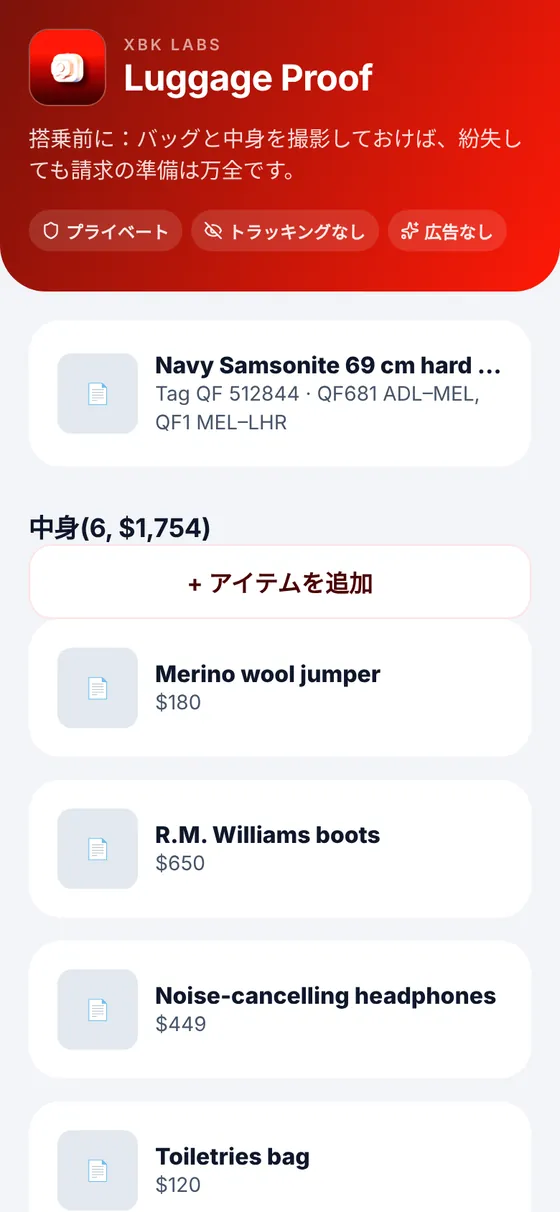 XBK LABS
Luggage Proof
搭乗前に：バッグと中身を撮影しておけば、紛失し
ても請求の準備は万全です。
プライベート
トラッキングなし
広告なし
Navy Samsonite 69 cm hard ...
Tag QF 512844 · QF681 ADL–MEL,
QF1 MEL–LHR
中身(6, $1,754)
+ アイテムを追加
Merino wool jumper
$180
R.M. Williams boots
$650
Noise-cancelling headphones
$449
Toiletries bag
$120